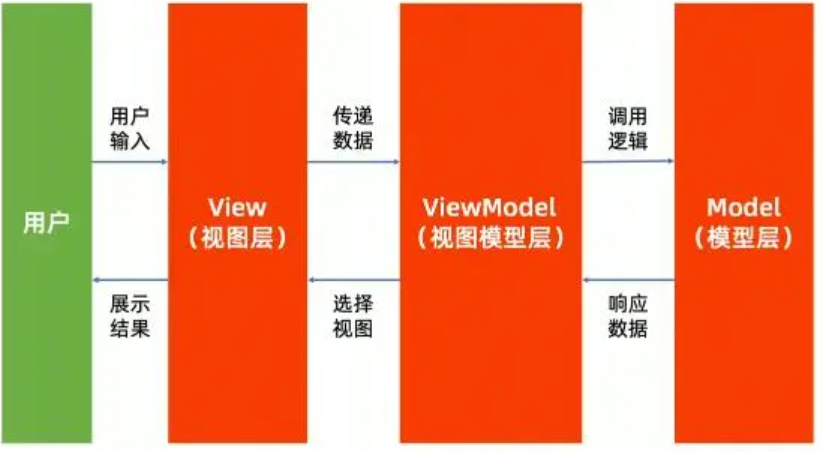 用户
输入
传递
数据
调用
逻辑
用户
View
（视图层）
ViewModel
（视图模型层）
Model
（模型层）
展示
结果
选择
视图
响应
数据